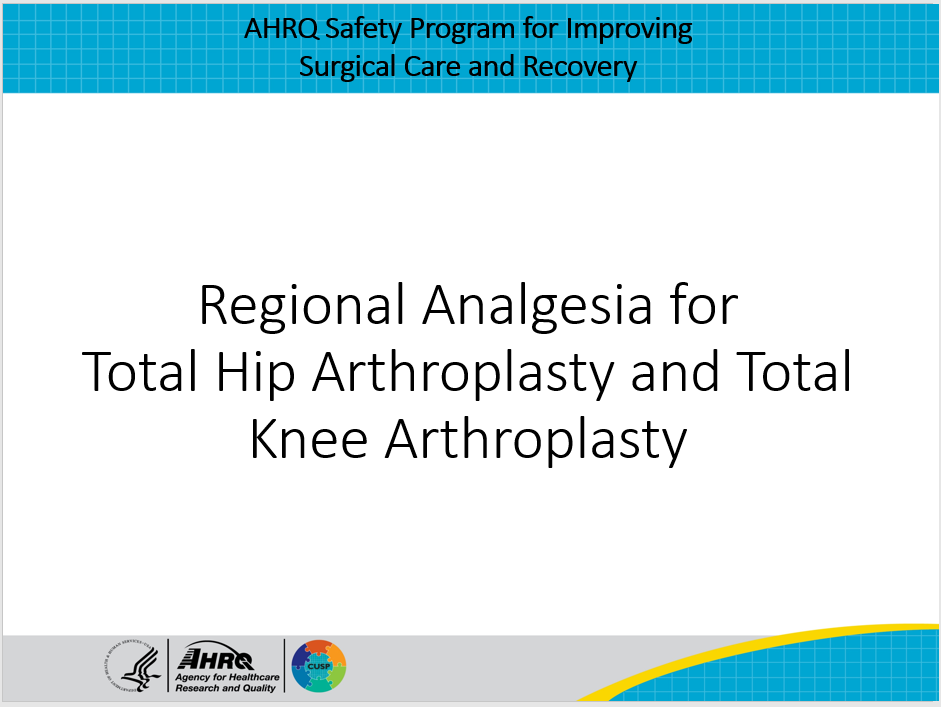 AHRQ Safety Program for Improving
Surgical Care and Recovery
Regional Analgesia for
Total Hip Arthroplasty and Total
Knee Arthroplasty
AHRQ
Agency for Healthcare
Research and Quality
CUSP